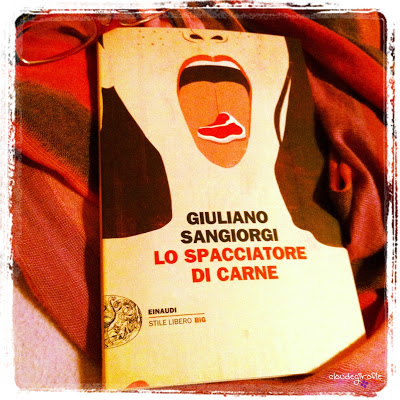 GIULIANO
SANGIORGI
LO SPACCIATORE
DI CARNE
EINAUDI
STILE LIBERO BIG